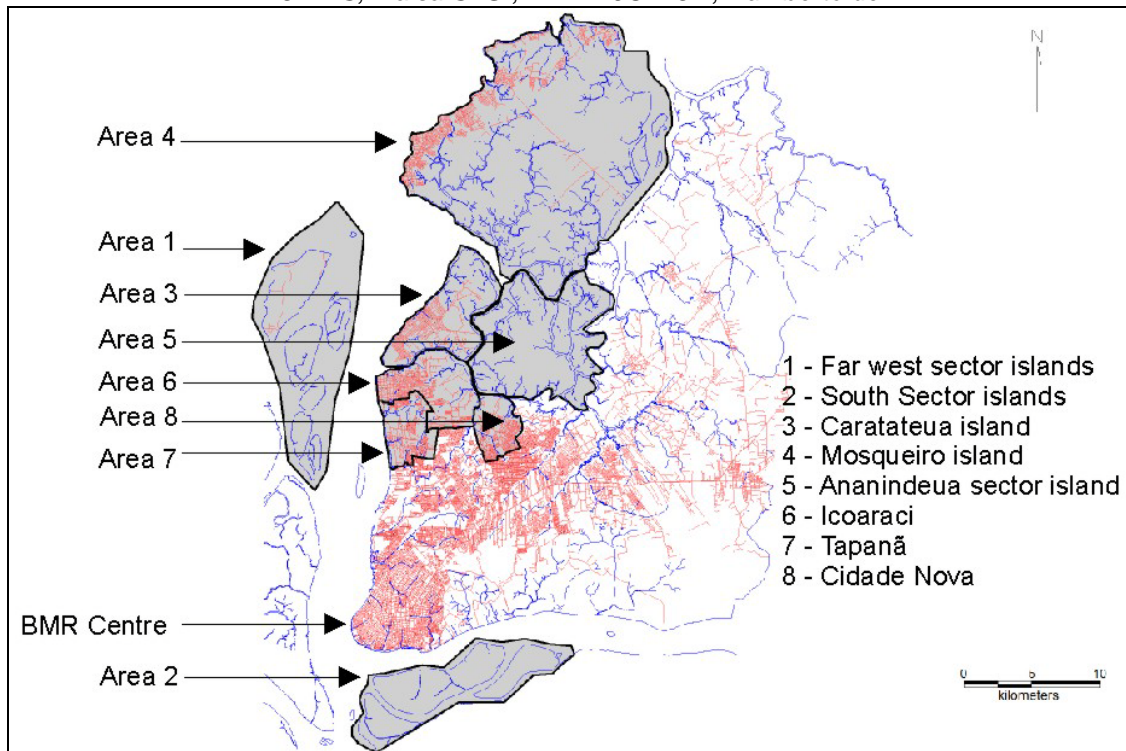 N
Area 4
Area 1
Area 3
Area 5
Area 6
Area 8
Area 7
BMR Centre
Area 2
1 - Far west sector islands
2 - South Sector islands
3 - Caratateua island
4 - Mosqueiro island
5 - Ananindeua sector island
6 - Icoaraci
7 - Tapanã
8 - Cidade Nova
0 5 10
kilometers